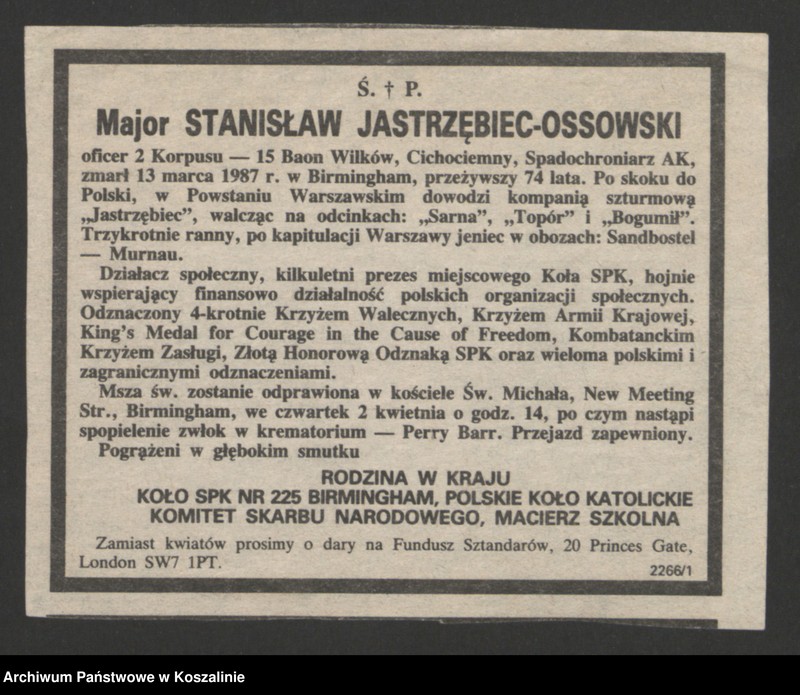 Ś. † P.
Major STANISŁAW JASTRZĘBIEC-OSSOWSKI
oficer 2 Korpusu — 15 Baon Wilków, Cichociemny, Spadochroniarz AK,
zmarł 13 marca 1987 r. w Birmingham, przeżywszy 74 lata. Po skoku do
Polski, w Powstaniu Warszawskim dowodzi kompanią szturmową
„Jastrzębiec”, walcząc na odcinkach: „Sarna”, „Topór” i „Bogumił”.
Trzykrotnie ranny, po kapitulacji Warszawy jeniec w obozach: Sandbostel
— Murnau.
Działacz społeczny, kilkuletni prezes miejscowego Koła SPK, hojnie
wspierający finansowo działalność polskich organizacji społecznych.
Odznaczony 4-krotnie Krzyżem Walecznych, Krzyżem Armii Krajowej,
King's Medal for Courage in the Cause of Freedom, Kombatanckim
Krzyżem Zasługi, Złotą Honorową Odznaką SPK oraz wieloma polskimi i
zagranicznymi odznaczeniami.
Msza św. zostanie odprawiona w kościele Św. Michała, New Meeting
Str., Birmingham, we czwartek 2 kwietnia o godz. 14, po czym nastąpi
spopielenie zwłok w krematorium — Perry Barr. Przejazd zapewniony.
Pogrążeni w głębokim smutku
RODZINA W KRAJU
KOŁO SPK NR 225 BIRMINGHAM, POLSKIE KOŁO KATOLICKIE
KOMITET SKARBU NARODOWEGO, MACIERZ SZKOLNA
Zamiast kwiatów prosimy o dary na Fundusz Sztandarów, 20 Princes Gate,
London SW7 1PT.
2266/1
Archiwum Państwowe w Koszalinie